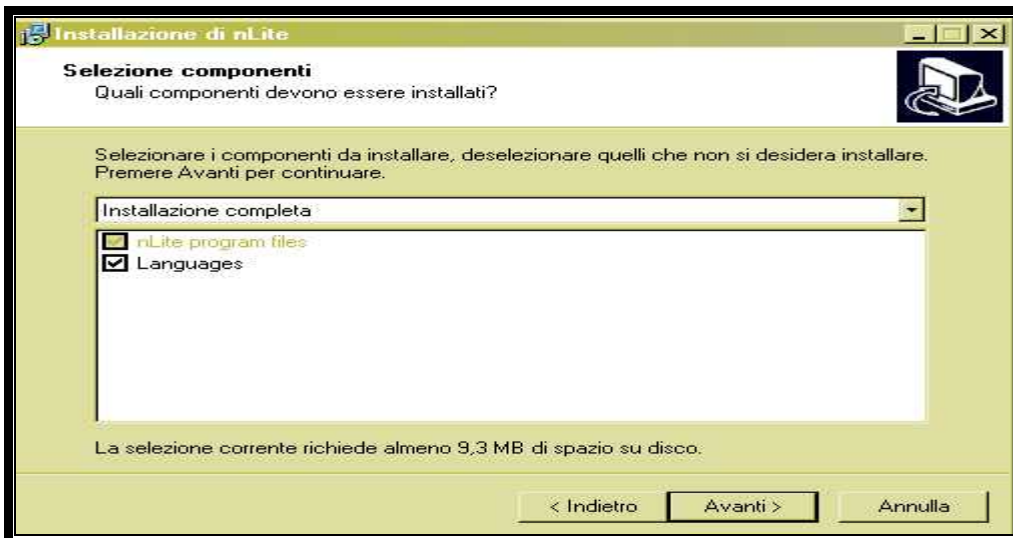 Installazione di nLite
Selezione componenti
Quali componenti devono essere installati?
Selezionare i componenti da installare, deselezionare quelli che non si desidera installare.
Premere Avanti per continuare.
Installazione completa
nLite program files
Languages
La selezione corrente richiede almeno 9,3 MB di spazio su disco.
< Indietro
Avanti >
Annulla